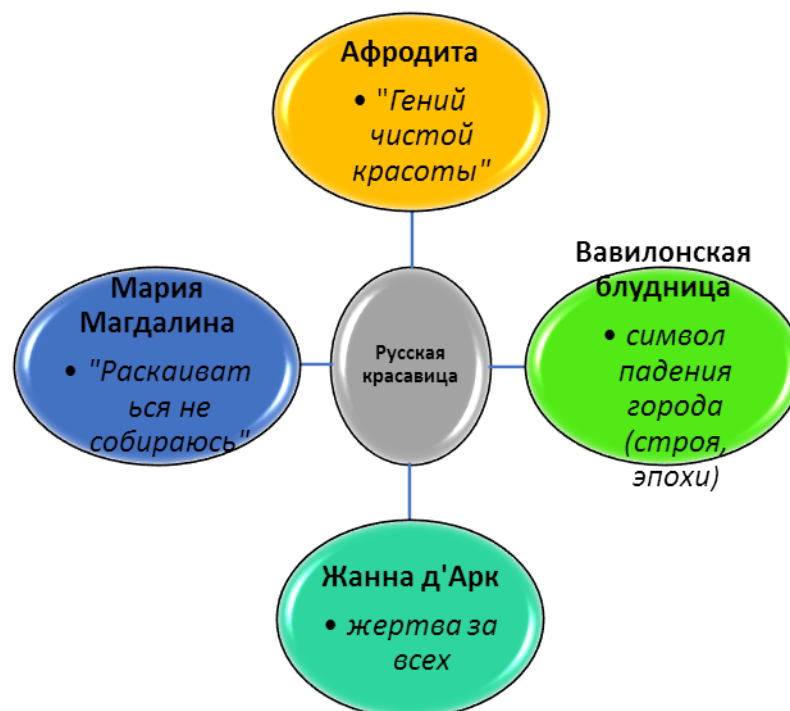 Афродита
• "Гений
чистой
красоты"
Вавилонская
блудница
• символ
падения
города
(строя,
эпохи)
Мария
Магдалина
• "Раскаиват
ься не
собираюсь"
Русская
красавица
Жанна д'Арк
• жертва за
всех